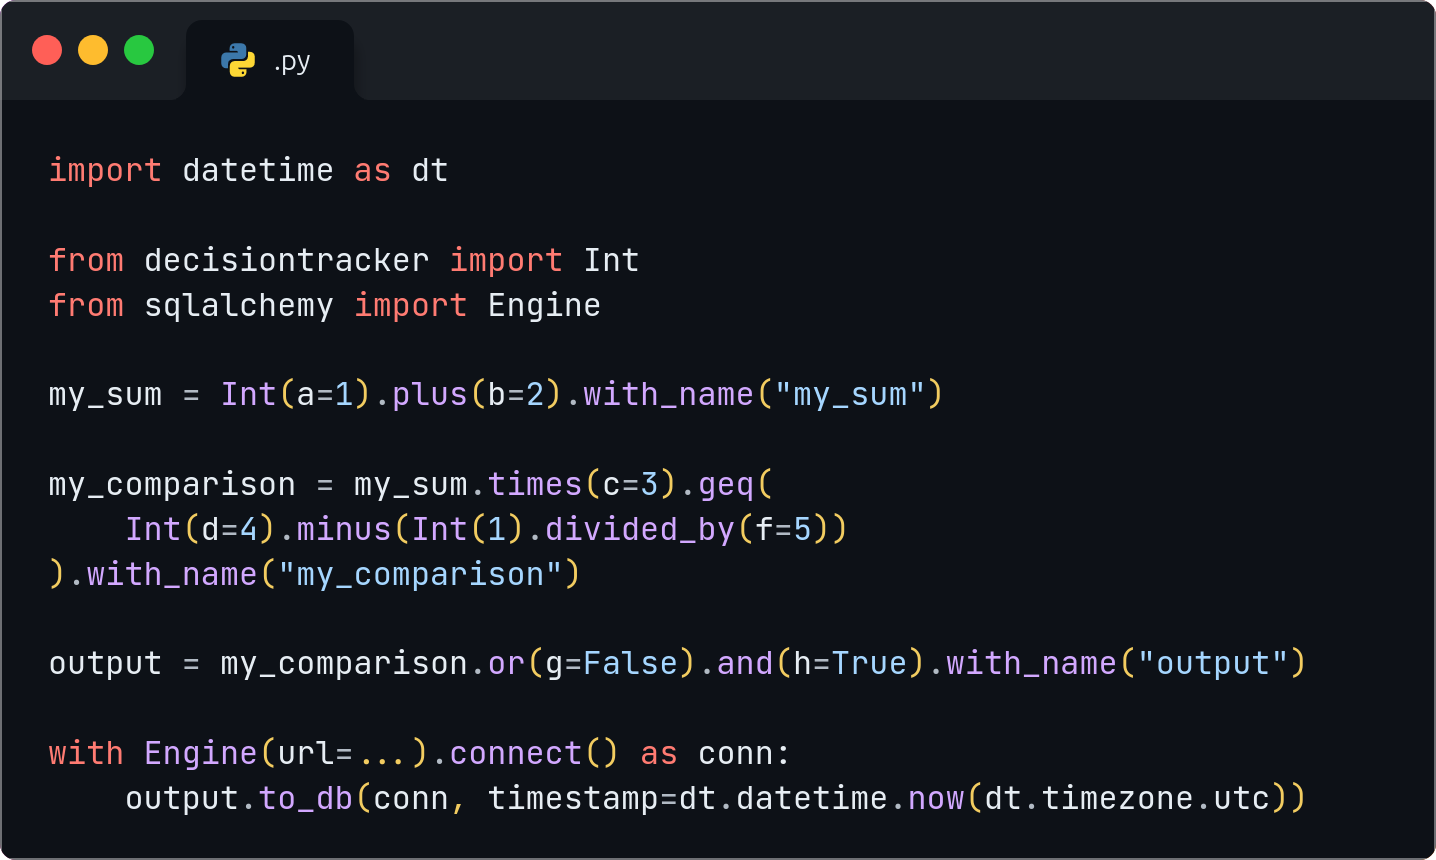 .py
import datetime as dt
from decisiontracker import Int
from sqlalchemy import Engine
my_sum = Int(a=1).plus(b=2).with_name("my_sum")
my_comparison = my_sum.times(c=3).geq(
    Int(d=4).minus(Int(1).divided_by(f=5))
).with_name("my_comparison")
output = my_comparison.or(g=False).and(h=True).with_name("output")
with Engine(url=...).connect() as conn:
    output.to_db(conn, timestamp=dt.datetime.now(dt.timezone.utc))